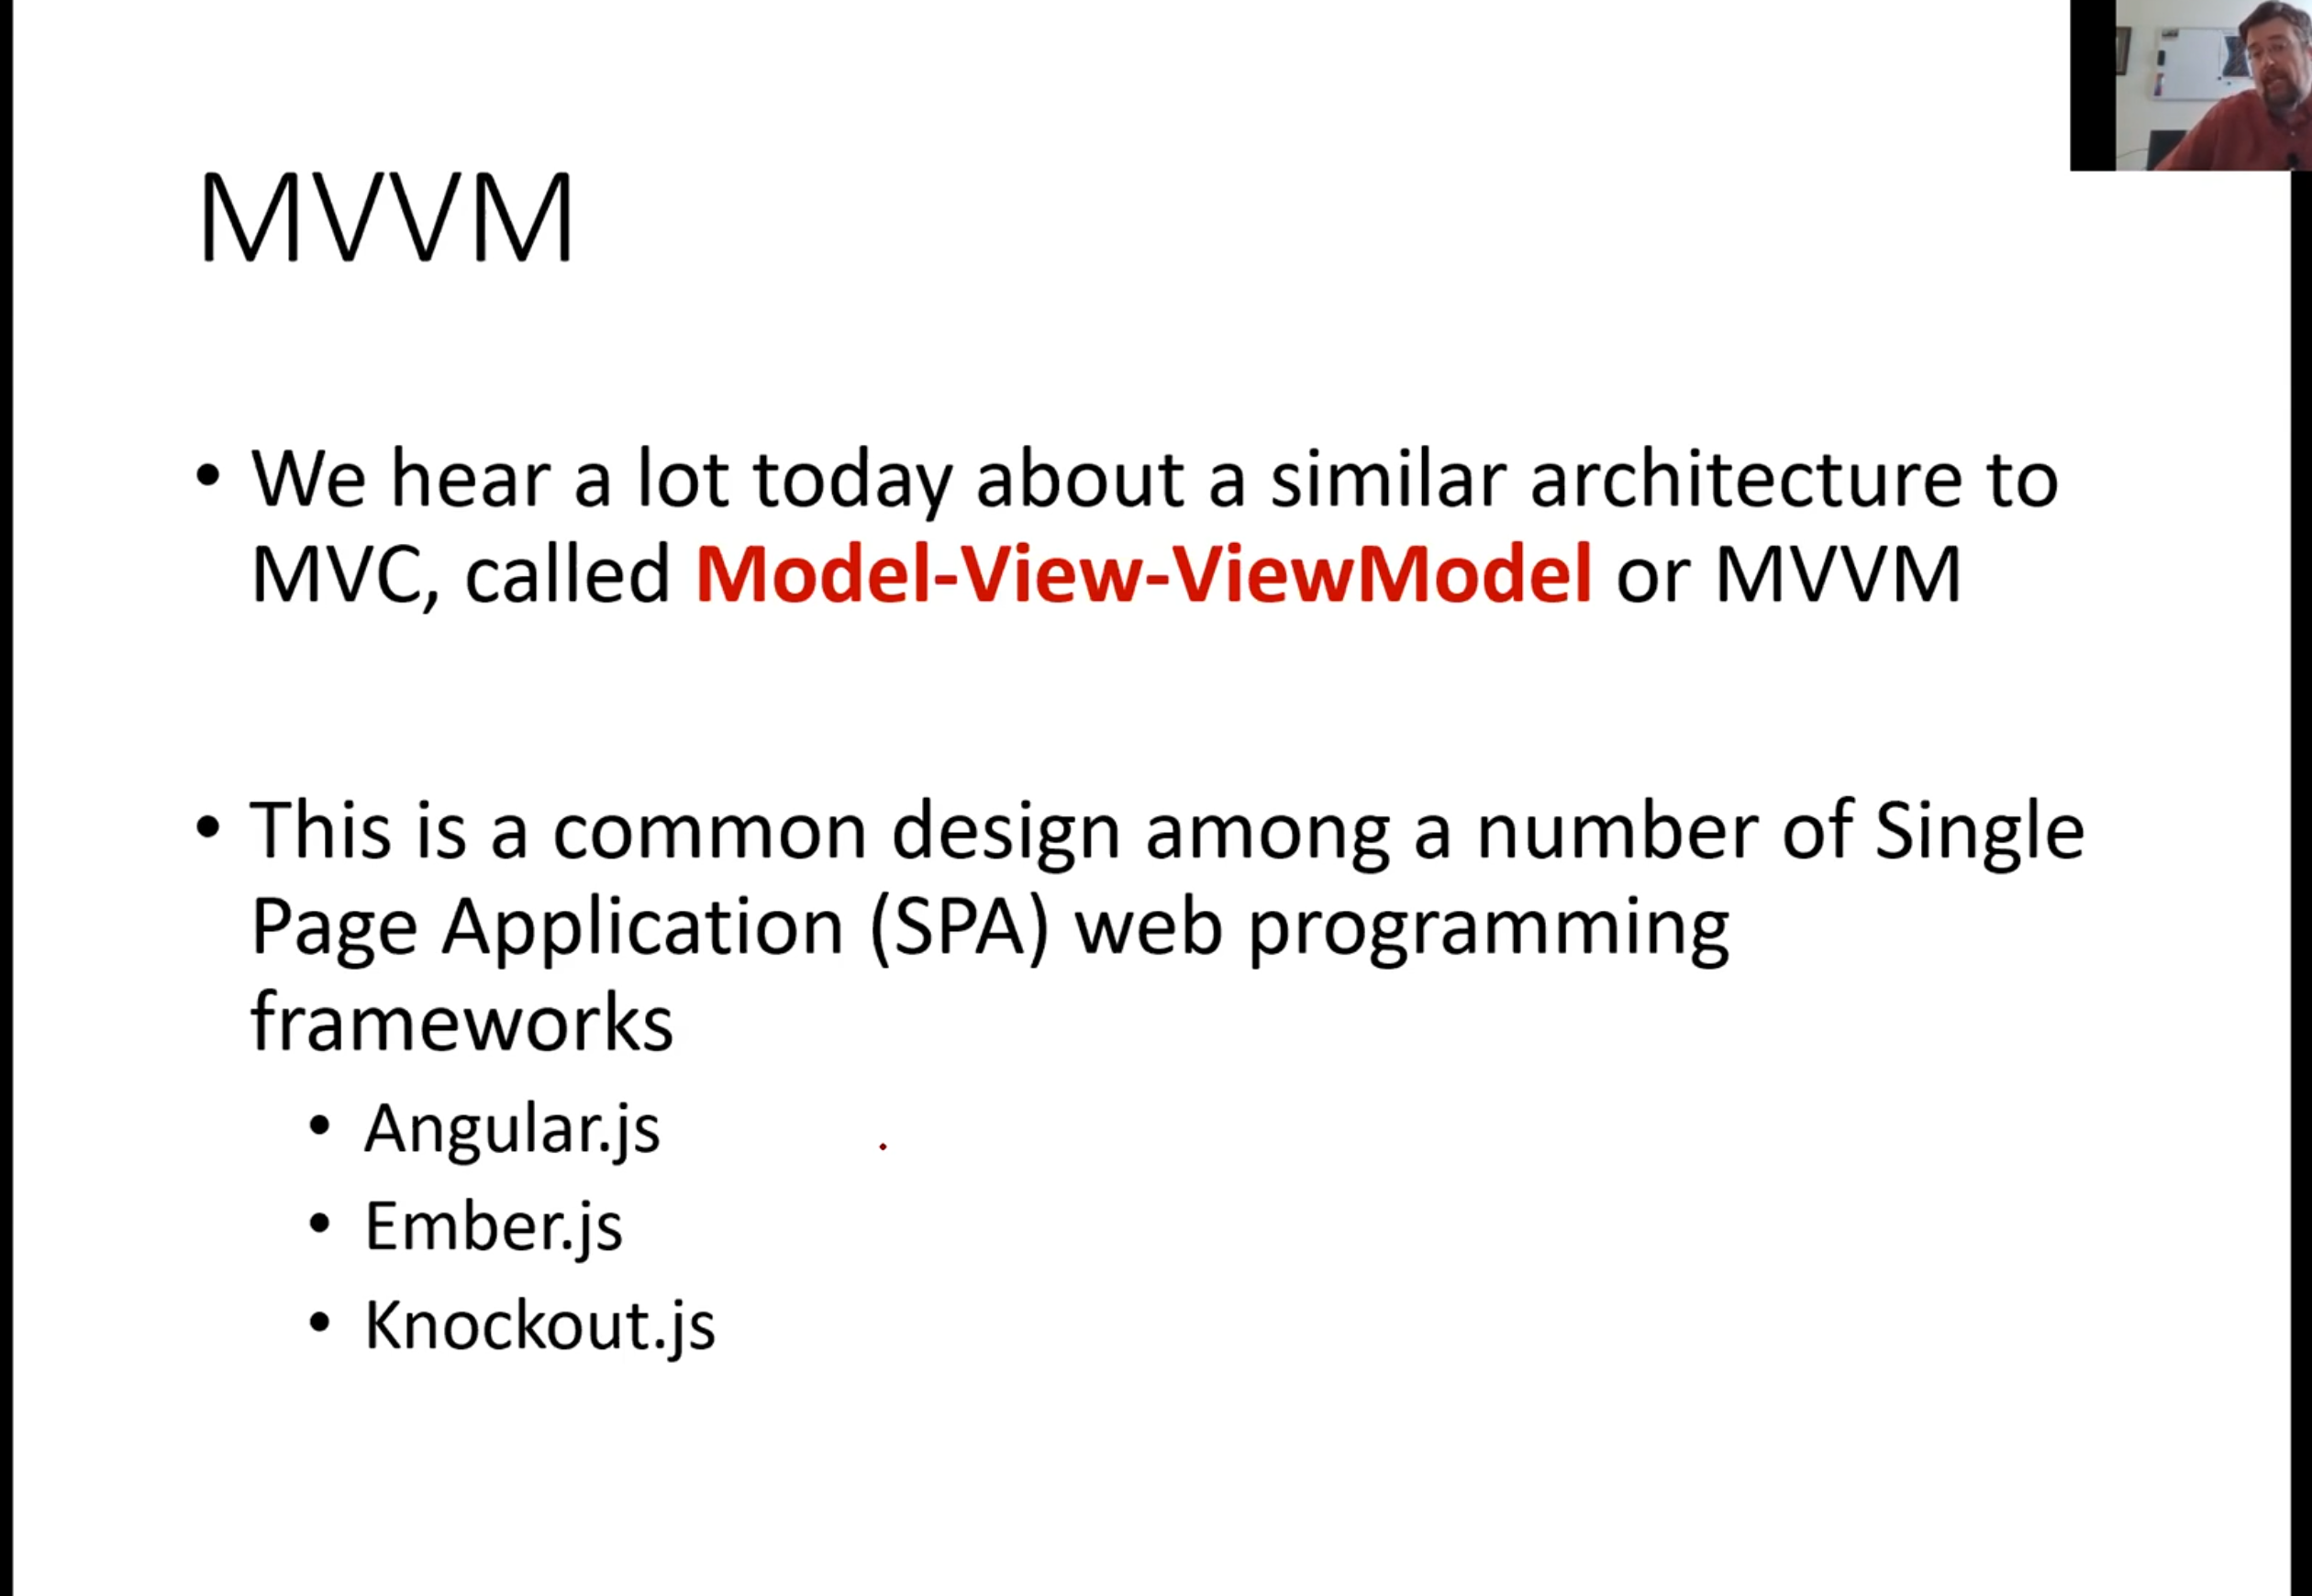 MVVM
• We hear a lot today about a similar architecture to
MVC, called Model-View-ViewModel or MVVM
• This is a common design among a number of Single
Page Application (SPA) web programming
frameworks
• Angular.js
• Ember.js
• Knockout.js